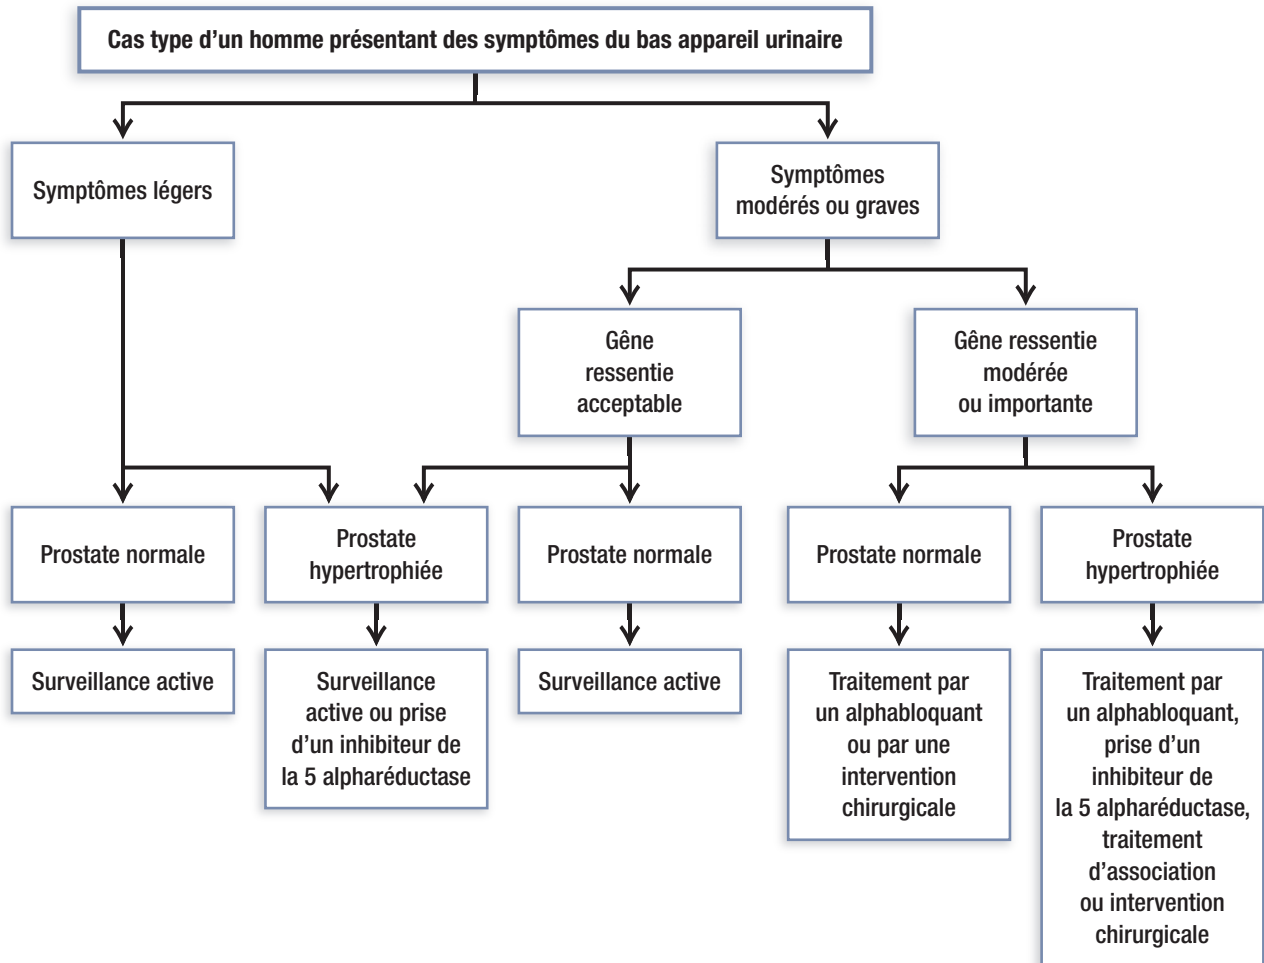 Cas type d'un homme présentant des symptômes du bas appareil urinaire
Symptômes légers
Symptômes
modérés ou graves
Gêne
ressentie
acceptable
Gêne ressentie
modérée
ou importante
Prostate normale
Prostate
hypertrophiée
Prostate normale
Prostate normale
Prostate
hypertrophiée
Surveillance active
Surveillance
active ou prise
d'un inhibiteur de
la 5 alpharéductase
Surveillance active
Traitement par
un alphabloquant
ou par une
intervention
chirurgicale
Traitement par
un alphabloquant,
prise d'un
inhibiteur de
la 5 alpharéductase,
traitement
d'association
ou intervention
chirurgicale